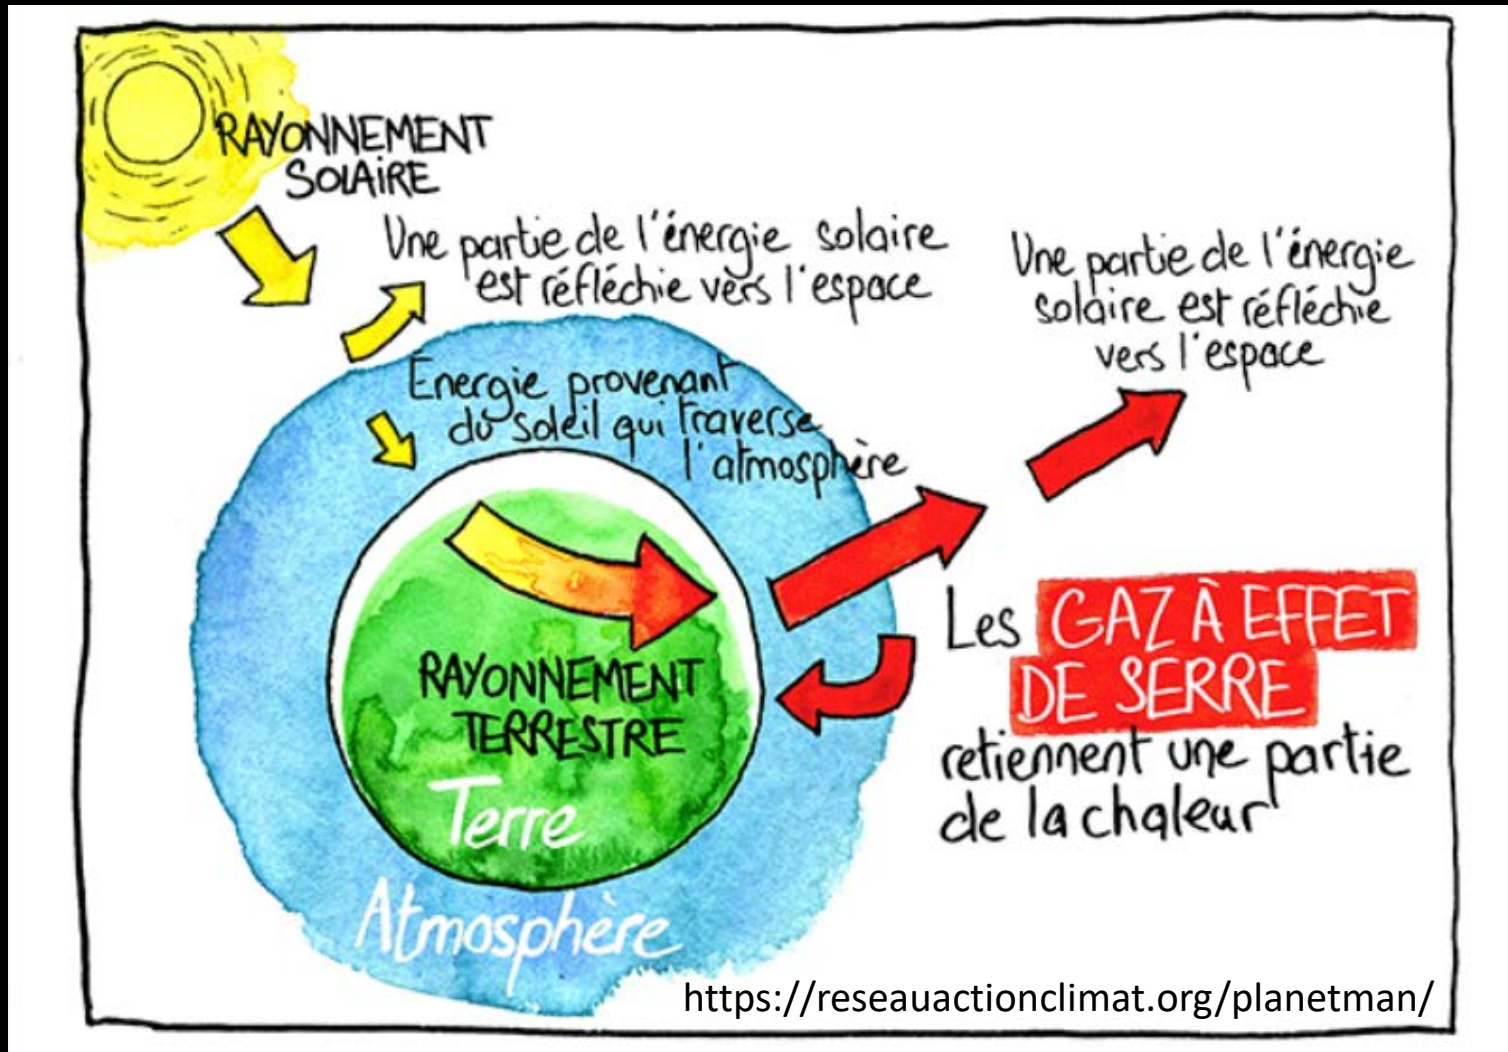 RAYONNEMENT
SOLAIRE
Une partie de l'énergie solaire
est réfléchie vers l'espace
Une partie de l'énergie
solaire est réfléchie
vers l'espace
Energie provenant
du soleil qui traverse
l'atmosphère
Les GAZ À EFFET
DE SERRE
retiennent une partie
de la chaleur
RAYONNEMENT
TERRESTRE
Terre
Atmosphère
https://reseauactionclimat.org/planetman/